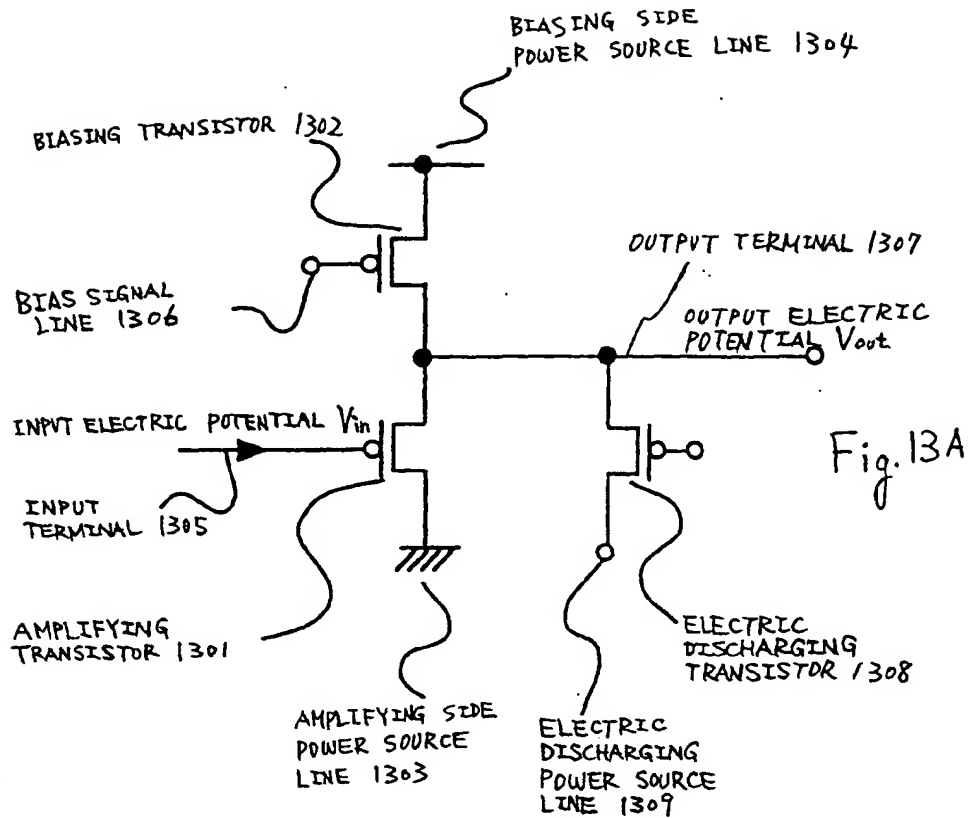 BIASING SIDE
POWER SOURCE LINE 1304
BIASING TRANSISTOR 1302
OUTPUT TERMINAL 1307
BIAS SIGNAL
LINE 1306
OUTPUT ELECTRIC
POTENTIAL Vout
INPUT ELECTRIC POTENTIAL Vin
Fig.13A
INPUT
TERMINAL 1305
AMPLIFYING
TRANSISTOR 1301
ELECTRIC
DISCHARGING
TRANSISTOR 1308
AMPLIFYING SIDE
POWER SOURCE
LINE 1303
ELECTRIC
DISCHARGING
POWER SOURCE
LINE 1309